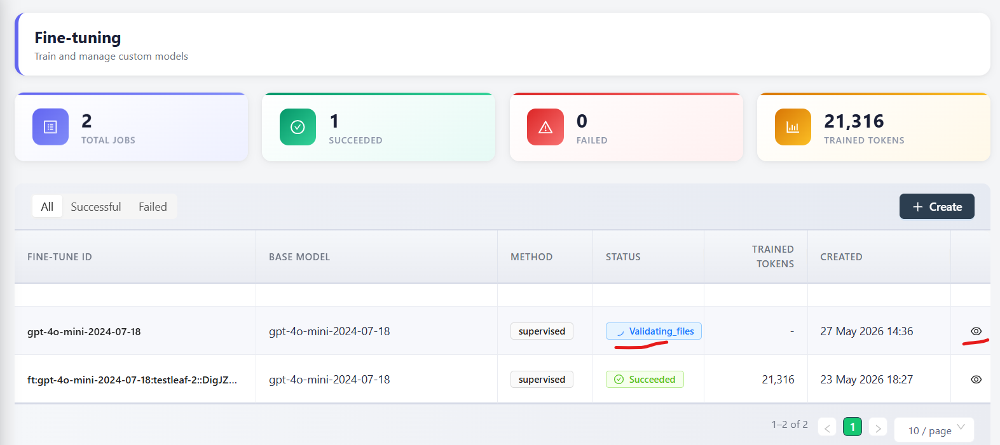 Fine-tuning
Train and manage custom models
2
TOTAL JOBS
1
SUCCEEDED
0
FAILED
21,316
TRAINED TOKENS
All Successful Failed
+ Create
FINE-TUNE ID BASE MODEL METHOD STATUS TRAINED TOKENS CREATED
gpt-4o-mini-2024-07-18 gpt-4o-mini-2024-07-18 supervised Validating_files - 27 May 2026 14:36
ft:gpt-4o-mini-2024-07-18:testleaf-2::DigJZ... gpt-4o-mini-2024-07-18 supervised Succeeded 21,316 23 May 2026 18:27
1–2 of 2 < 1 > 10 / page